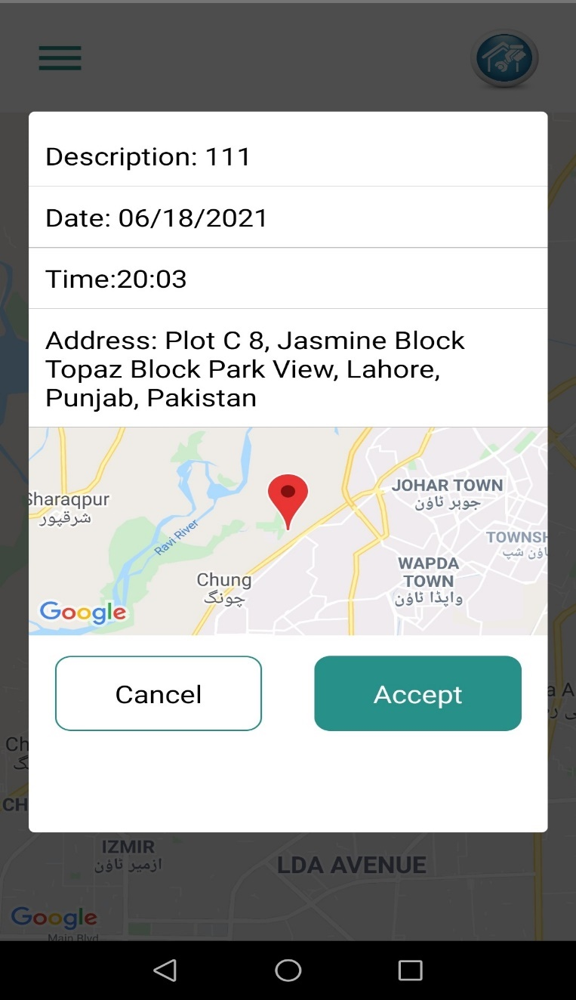 Description: 111
Date: 06/18/2021
Time:20:03
Address: Plot C 8, Jasmine Block
Topaz Block Park View, Lahore,
Punjab, Pakistan
JOHAR TOWN
جوہر ٹاؤن
Sharaqpur
شرقپور
Ravi River
TOWNSH
اؤن شپ
WAPDA
TOWN
واپڈا ٹاؤن
Chung
چونگ
Google
Cancel
Accept
a A
Ch
CH
IZMIR
ازمیر ٹاؤن
LDA AVENUE
Google
Main Blvd